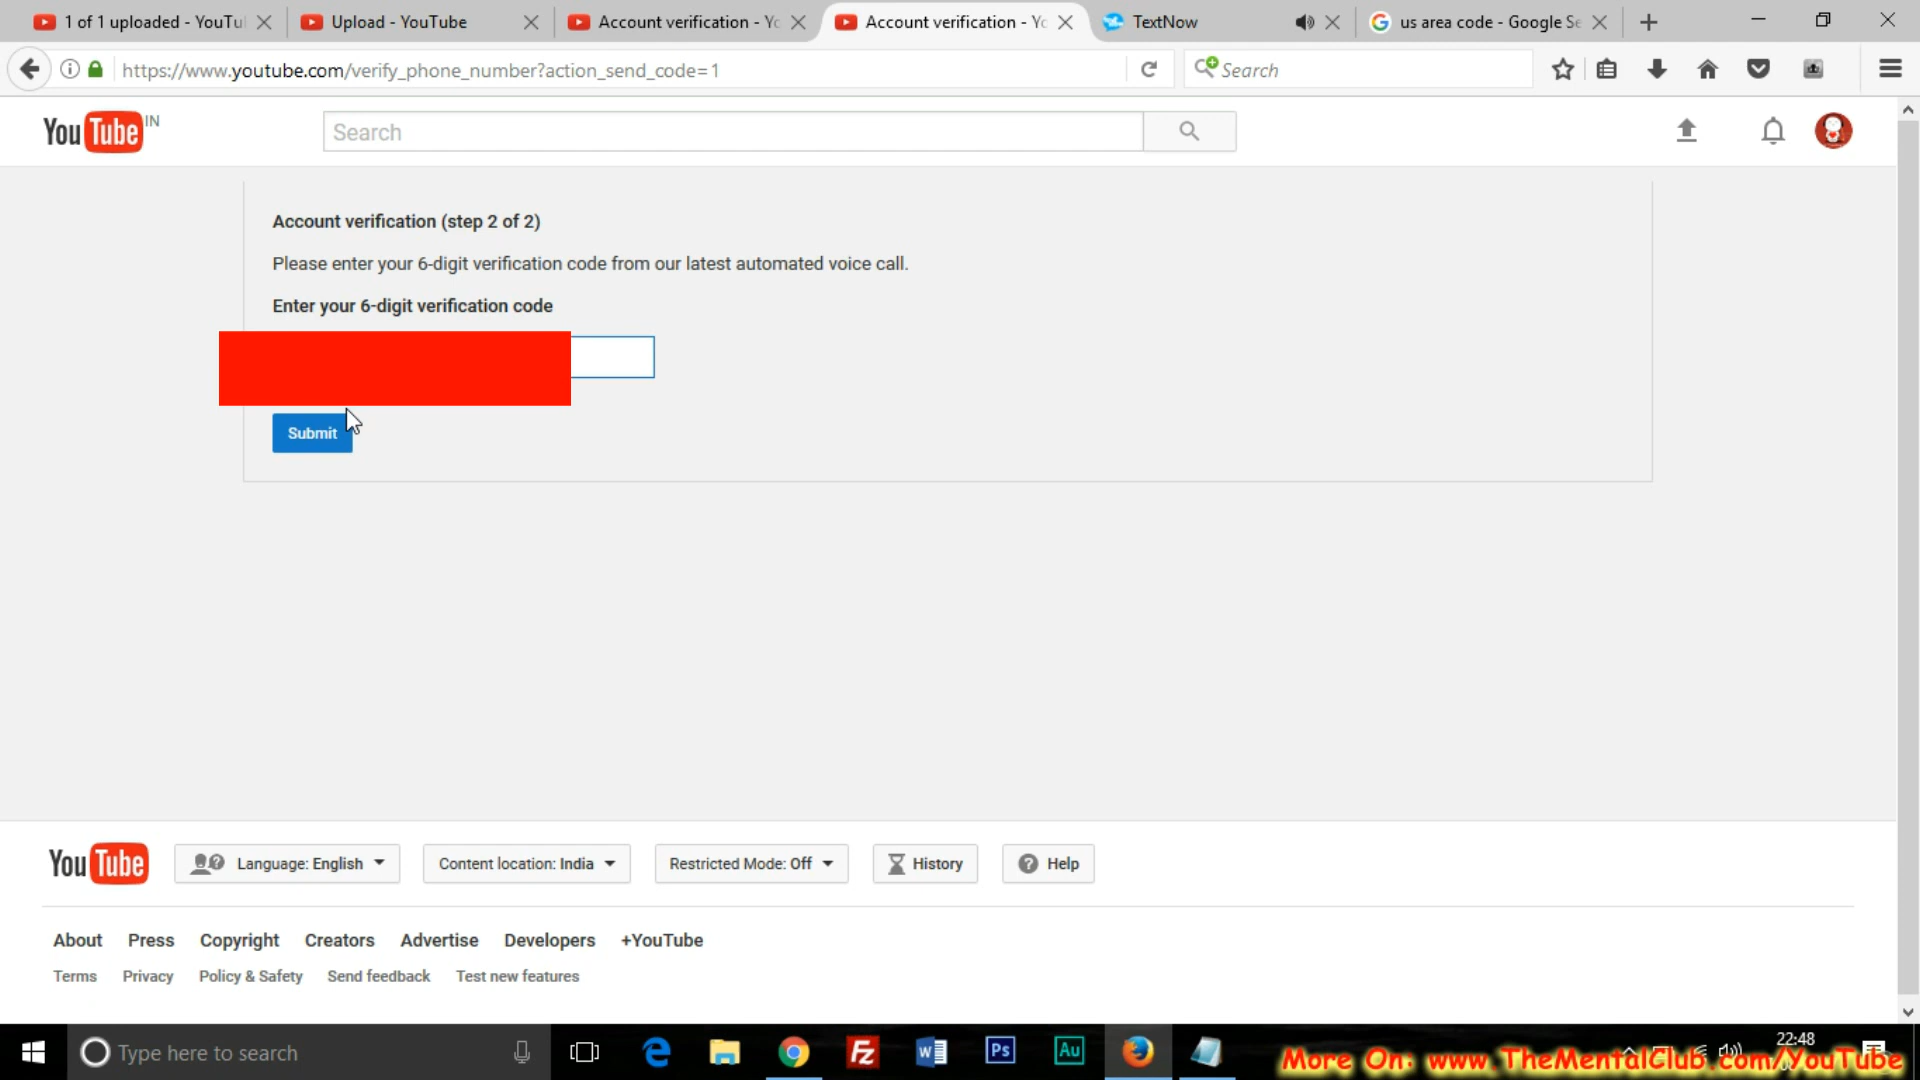 1 of 1 uploaded - YouTu
Upload - YouTube
Account verification - Yo
Account verification - Yo
TextNow
us area code - Google Se
https://www.youtube.com/verify_phone_number?action_send_code=1
Search
YouTube IN
Search
Account verification (step 2 of 2)
Please enter your 6-digit verification code from our latest automated voice call.
Enter your 6-digit verification code
Submit
YouTube
Language: English
Content location: India
Restricted Mode: Off
History
Help
About Press Copyright Creators Advertise Developers +YouTube
Terms Privacy Policy & Safety Send feedback Test new features
Type here to search
Fz
W
Ps
Au
22:48
More On: www.TheMentalClub.com/YouTube